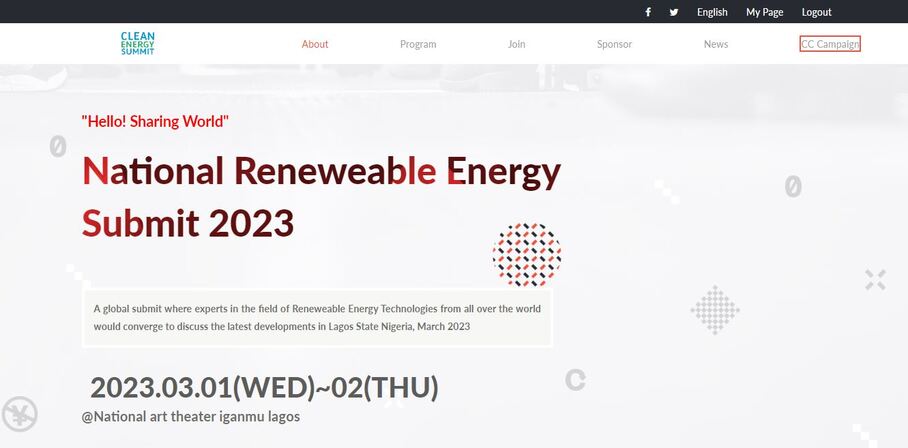 English My Page Logout
CLEAN
ENERGY
SUMMIT
About Program Join Sponsor News CC Campaign
"Hello! Sharing World"
National Reneweable Energy
Submit 2023
A global submit where experts in the field of Reneweable Energy Technologies from all over the world
would converge to discuss the latest developments in Lagos State Nigeria, March 2023
2023.03.01(WED)~02(THU)
@National art theater iganmu lagos